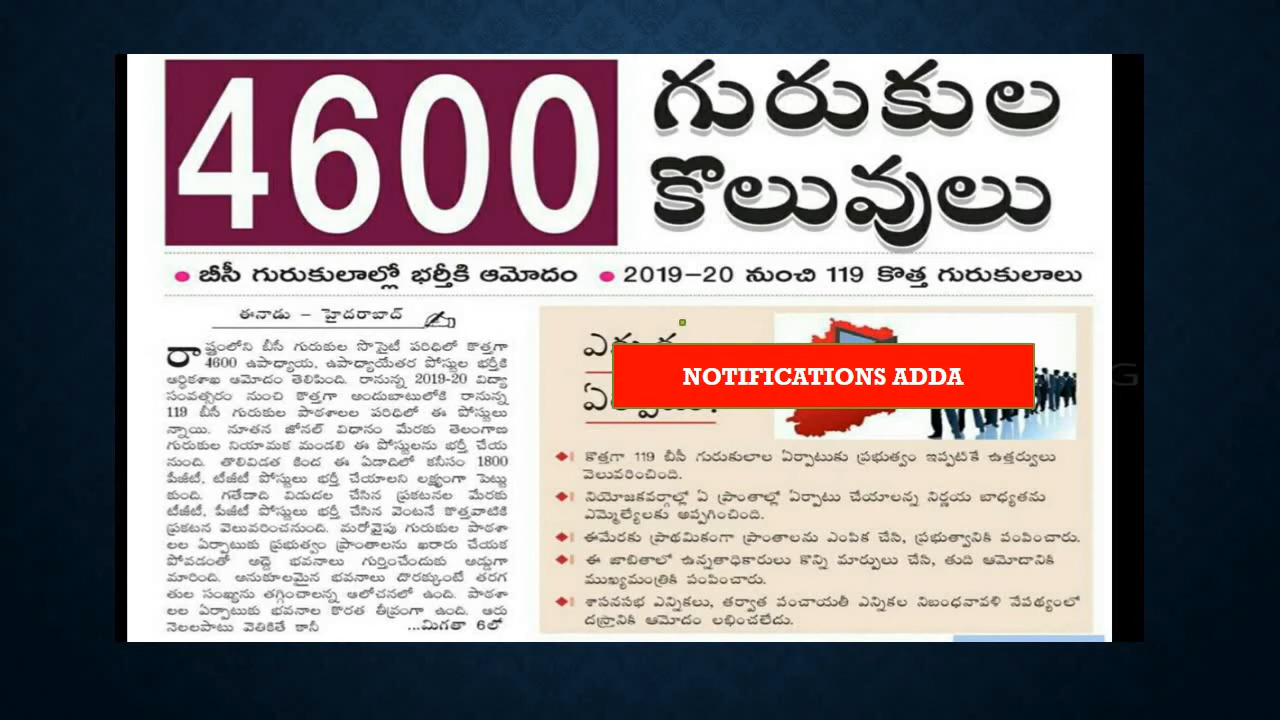 4600
గురుకుల
కొలువులు
బీసీ గురుకులాల్లో భర్తీకి ఆమోదం
2019-20 నుంచి 119 కొత్త గురుకులాలు
ఈనాడు - హైదరాబాద్
రాష్ట్రంలోని బీసీ గురుకుల సొసైటీ పరిధిలో కొత్తగా
4600 ఉపాధ్యాయ, ఉపాధ్యాయేతర పోస్టుల భర్తీకి
ఆర్థికశాఖ ఆమోదం తెలిపింది. రానున్న 2019-20 విద్యా
సంవత్సరం నుంచి కొత్తగా అందుబాటులోకి రానున్న
119 బీసీ గురుకుల పాఠశాలల పరిధిలో ఈ పోస్టులు
న్నాయి. నూతన జోనల్ విధానం మేరకు తెలంగాణ
గురుకుల నియామక మండలి ఈ పోస్టులను భర్తీ చేయ
నుంది. తొలివిడత కింద ఈ ఏడాదిలో కనీసం 1800
పీజీటీ, టీజీటీ పోస్టులు భర్తీ చేయాలని లక్ష్యంగా పెట్టు
కుంది. గతేడాది విడుదల చేసిన ప్రకటనల మేరకు
టీజీటీ, పీజీటీ పోస్టులు భర్తీ చేసిన వెంటనే కొత్తవాటికి
ప్రకటన వెలువరించనుంది. మరోవైపు గురుకుల పాఠశా
లల ఏర్పాటుకు ప్రభుత్వం ప్రాంతాలను ఖరారు చేయక
పోవడంతో అద్దె భవనాలు గుర్తించేందుకు అడ్డుగా
మారింది. అనుకూలమైన భవనాలు దొరక్కుంటే తరగ
తుల సంఖ్యను తగ్గించాలన్న ఆలోచనలో ఉంది. పాఠశా
లల ఏర్పాటుకు భవనాల కొరత తీవ్రంగా ఉంది. ఆరు
నెలలపాటు వెతికితే కానీ ...మిగతా 6లో
NOTIFICATIONS ADDA
కొత్తగా 119 బీసీ గురుకులాల ఏర్పాటుకు ప్రభుత్వం ఇప్పటికే ఉత్తర్వులు
వెలువరించింది.
నియోజకవర్గాల్లో ఏ ప్రాంతాల్లో ఏర్పాటు చేయాలన్న నిర్ణయ బాధ్యతను
ఎమ్మెల్యేలకు అప్పగించింది.
ఈమేరకు ప్రాథమికంగా ప్రాంతాలను ఎంపిక చేసి, ప్రభుత్వానికి పంపించారు.
ఈ జాబితాలో ఉన్నతాధికారులు కొన్ని మార్పులు చేసి, తుది ఆమోదానికి
ముఖ్యమంత్రికి పంపించారు.
శాసనసభ ఎన్నికలు, తర్వాత పంచాయతీ ఎన్నికల నిబంధనావళి నేపథ్యంలో
దస్త్రానికి ఆమోదం లభించలేదు.